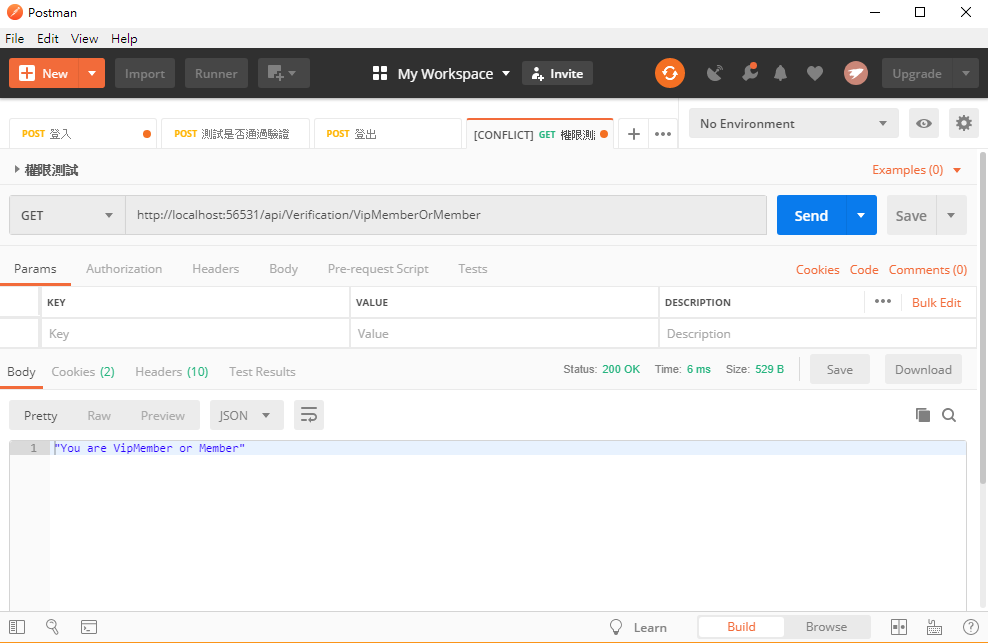 Postman
File Edit View Help
New Import Runner My Workspace Invite Upgrade
POST 登入 POST 測試是否通過驗證 POST 登出 [CONFLICT] GET 權限測 No Environment
權限測試 Examples (0)
GET http://localhost:56531/api/Verification/VipMemberOrMember Send Save
Params Authorization Headers Body Pre-request Script Tests Cookies Code Comments (0)
KEY VALUE DESCRIPTION Bulk Edit
Key Value Description
Body Cookies (2) Headers (10) Test Results Status: 200 OK Time: 6 ms Size: 529 B Save Download
Pretty Raw Preview JSON
1 "You are VipMember or Member"
Learn Build Browse